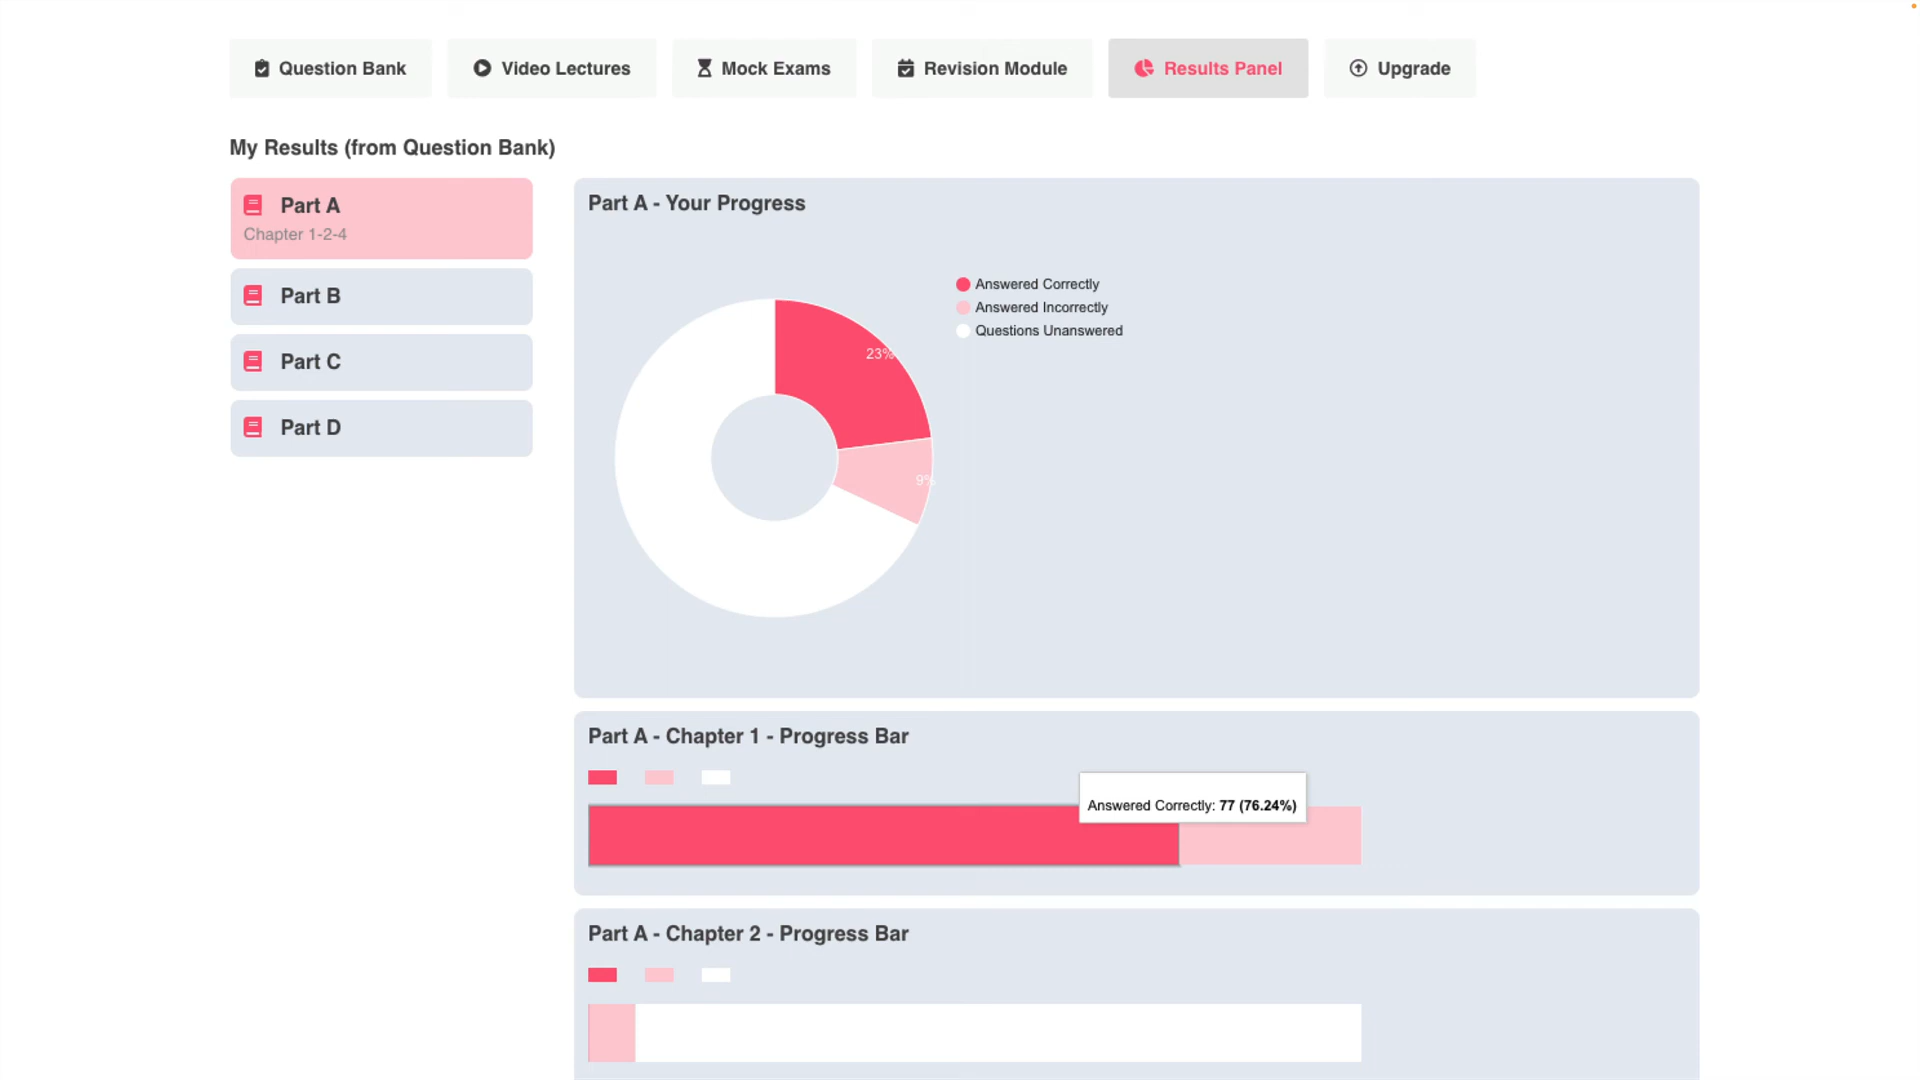 Question Bank
Video Lectures
Mock Exams
Revision Module
Results Panel
Upgrade
My Results (from Question Bank)
Part A
Chapter 1-2-4
Part B
Part C
Part D
Part A - Your Progress
Answered Correctly
Answered Incorrectly
Questions Unanswered
23%
9%
Part A - Chapter 1 - Progress Bar
Answered Correctly: 77 (76.24%)
Part A - Chapter 2 - Progress Bar